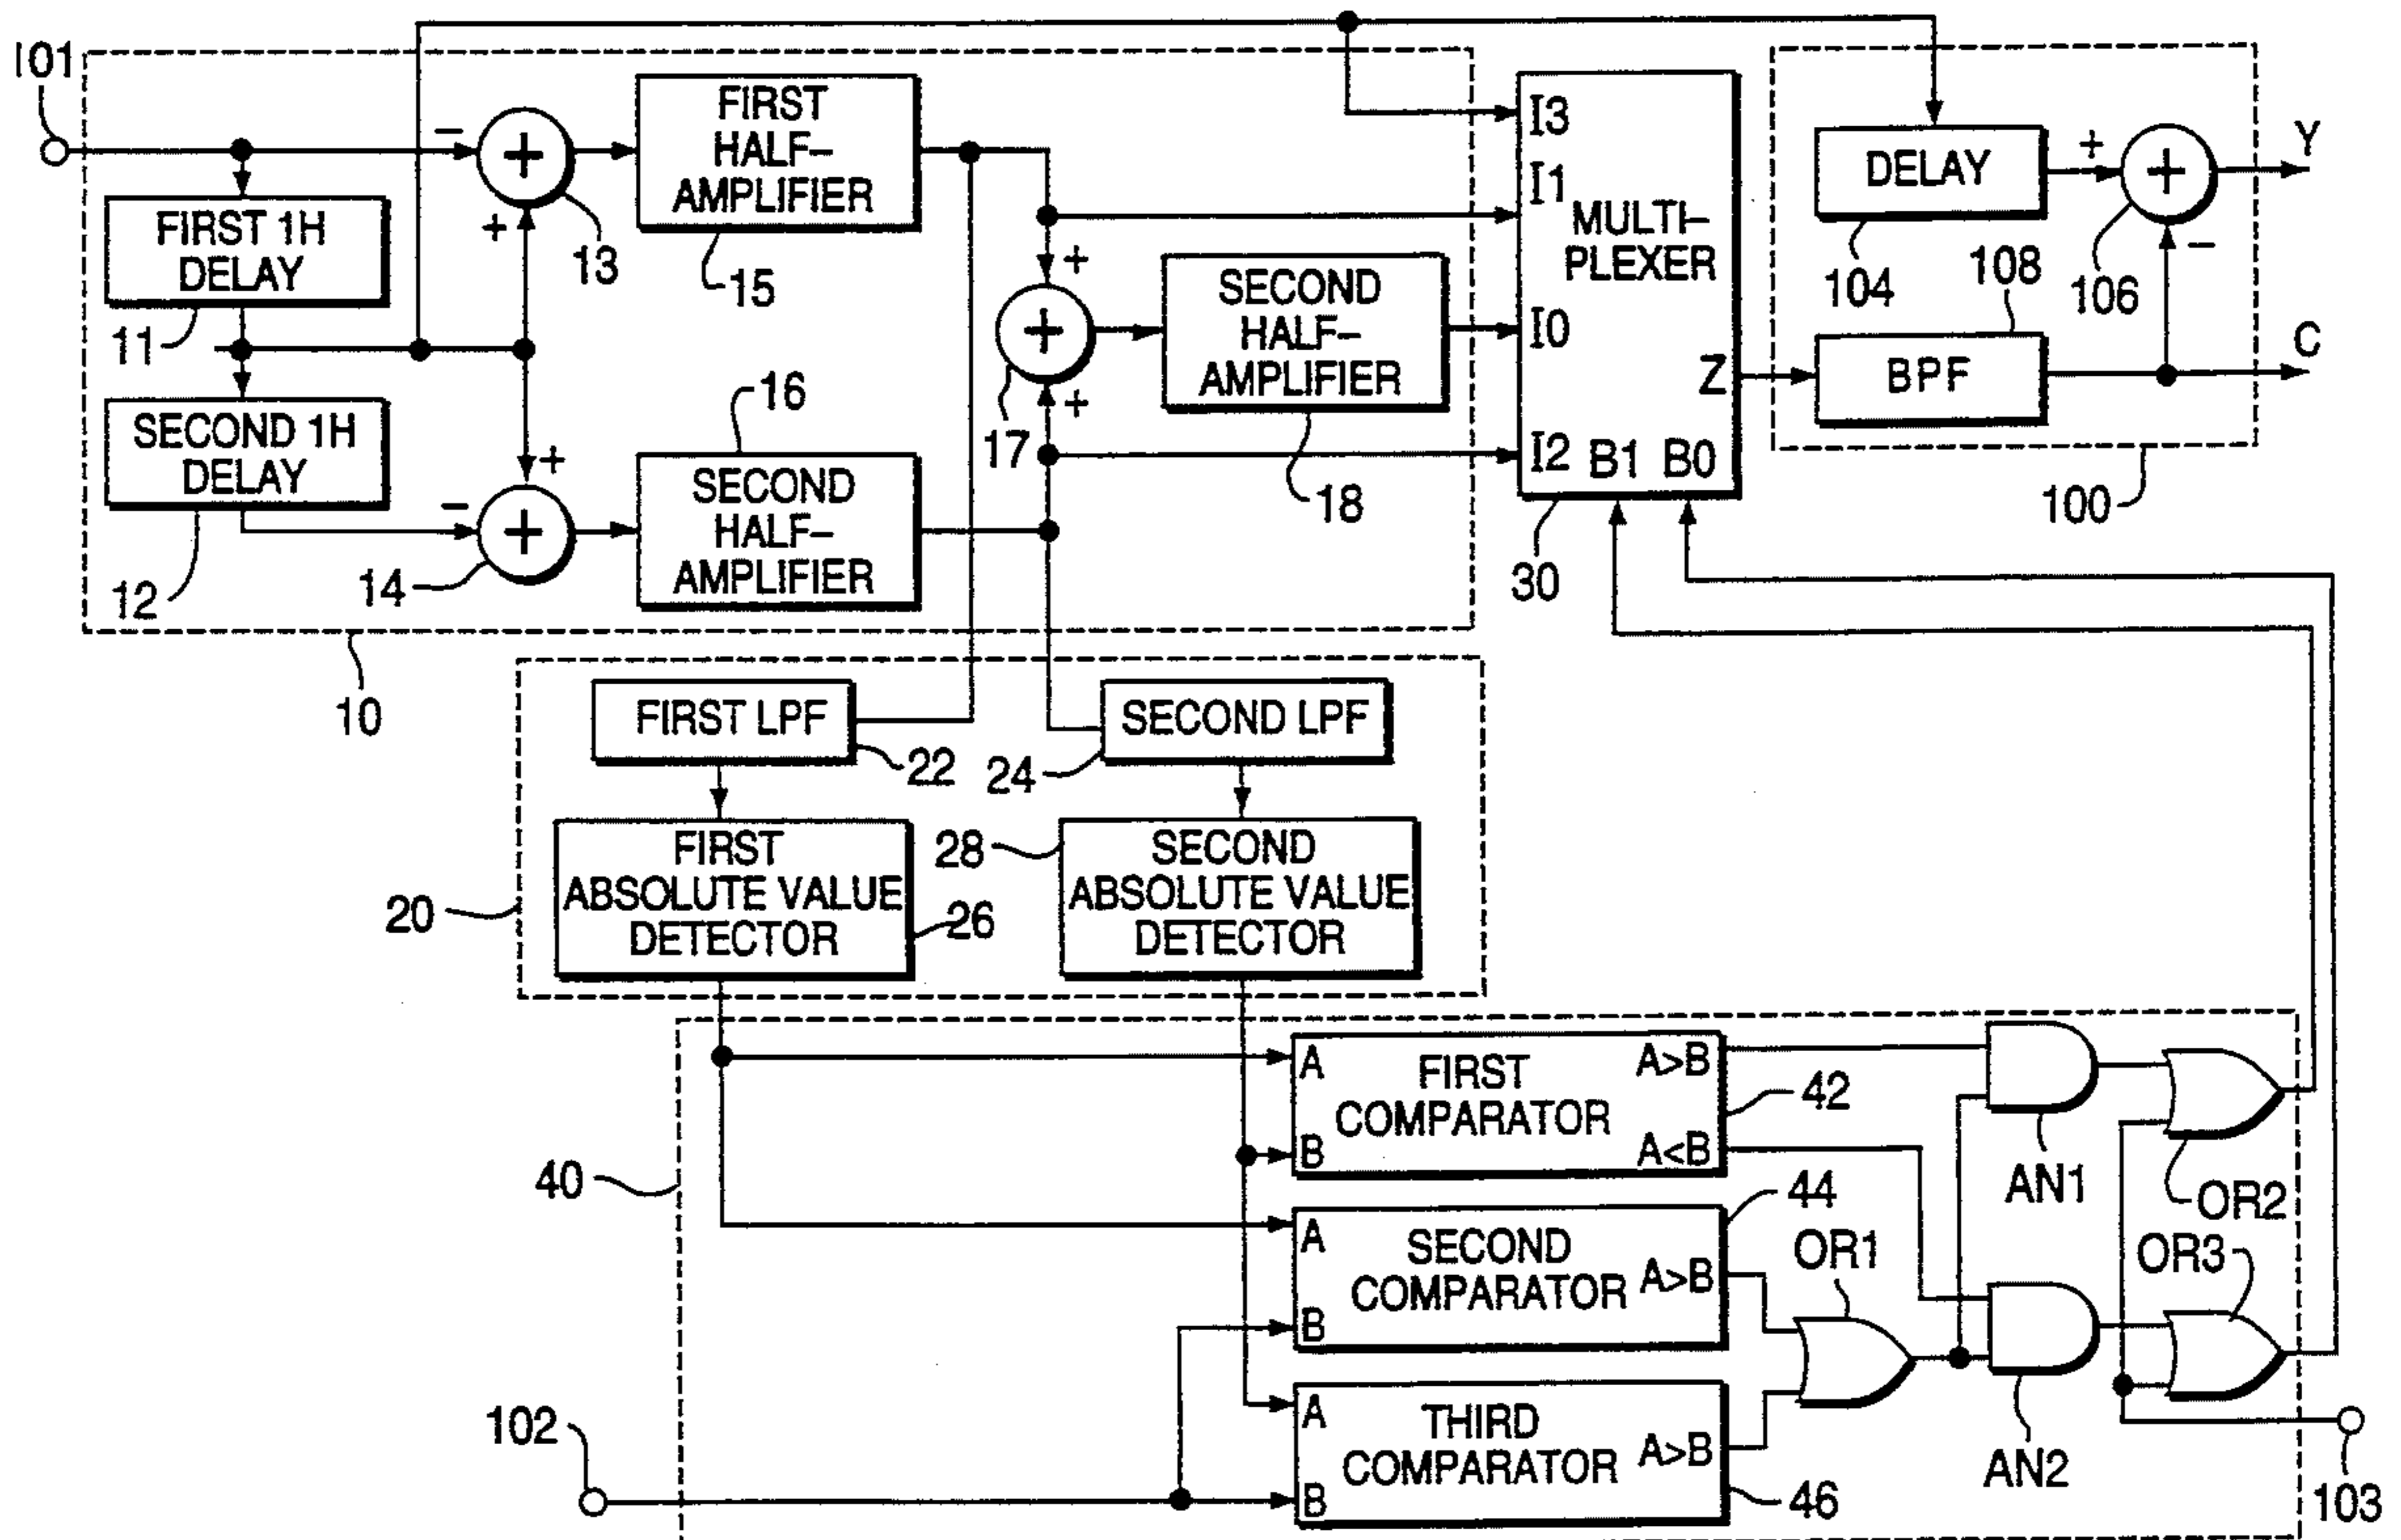 101
−
+
FIRST
HALF–
AMPLIFIER
15
13
FIRST 1H
DELAY
11
SECOND 1H
DELAY
12
+
+
−
+
14
16
SECOND
HALF–
AMPLIFIER
+
+
+
17
SECOND
HALF–
AMPLIFIER
18
I3
I1
I0
I2
MULTI–
PLEXER
Z
B1 B0
30
DELAY
104
+
+
−
106
108
BPF
Y
C
100
10
FIRST LPF
22
24
SECOND LPF
FIRST
ABSOLUTE VALUE
DETECTOR
26
28
SECOND
ABSOLUTE VALUE
DETECTOR
20
40
A
B
FIRST
COMPARATOR
A>B
A<B
42
AN1
OR2
A
B
SECOND
COMPARATOR
A>B
44
OR1
OR3
A
B
THIRD
COMPARATOR
A>B
46
AN2
102
103